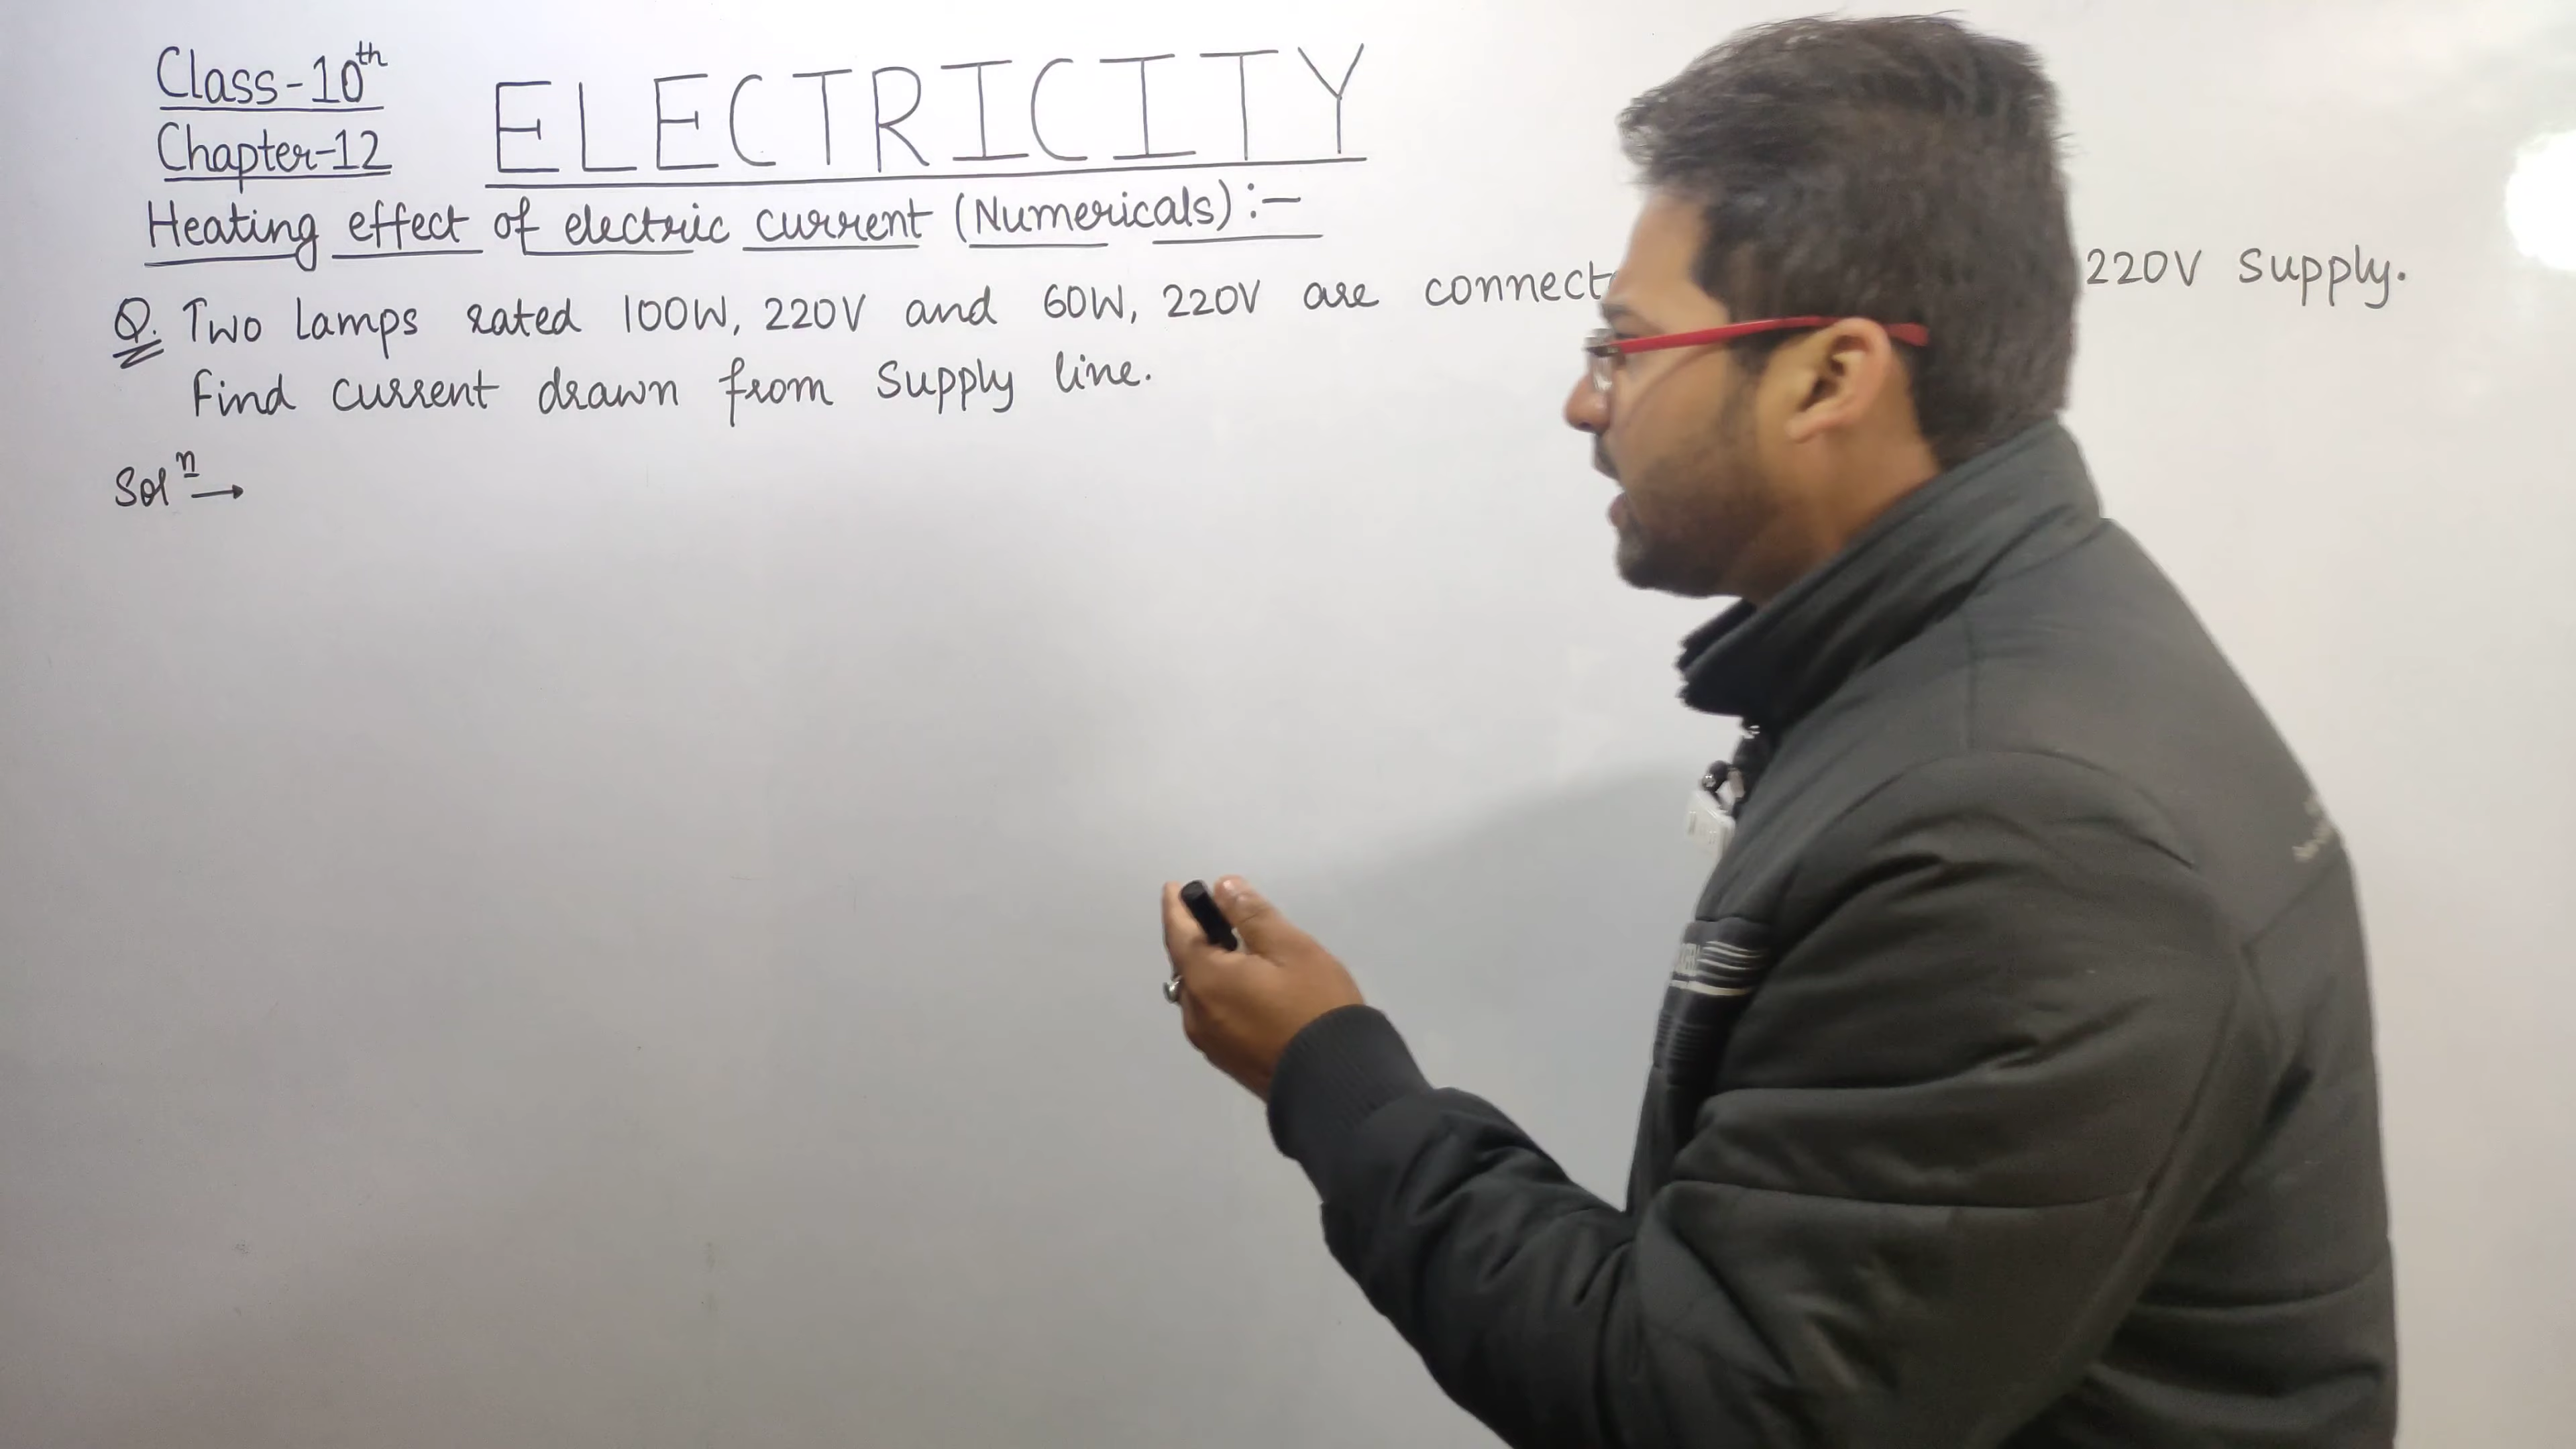 Class-10th
Chapter-12
ELECTRICITY
Heating effect of electric current (Numericals):-
Q. Two lamps rated 100W, 220V and 60W, 220V are connect 220V supply.
Find current drawn from supply line.
Solⁿ→